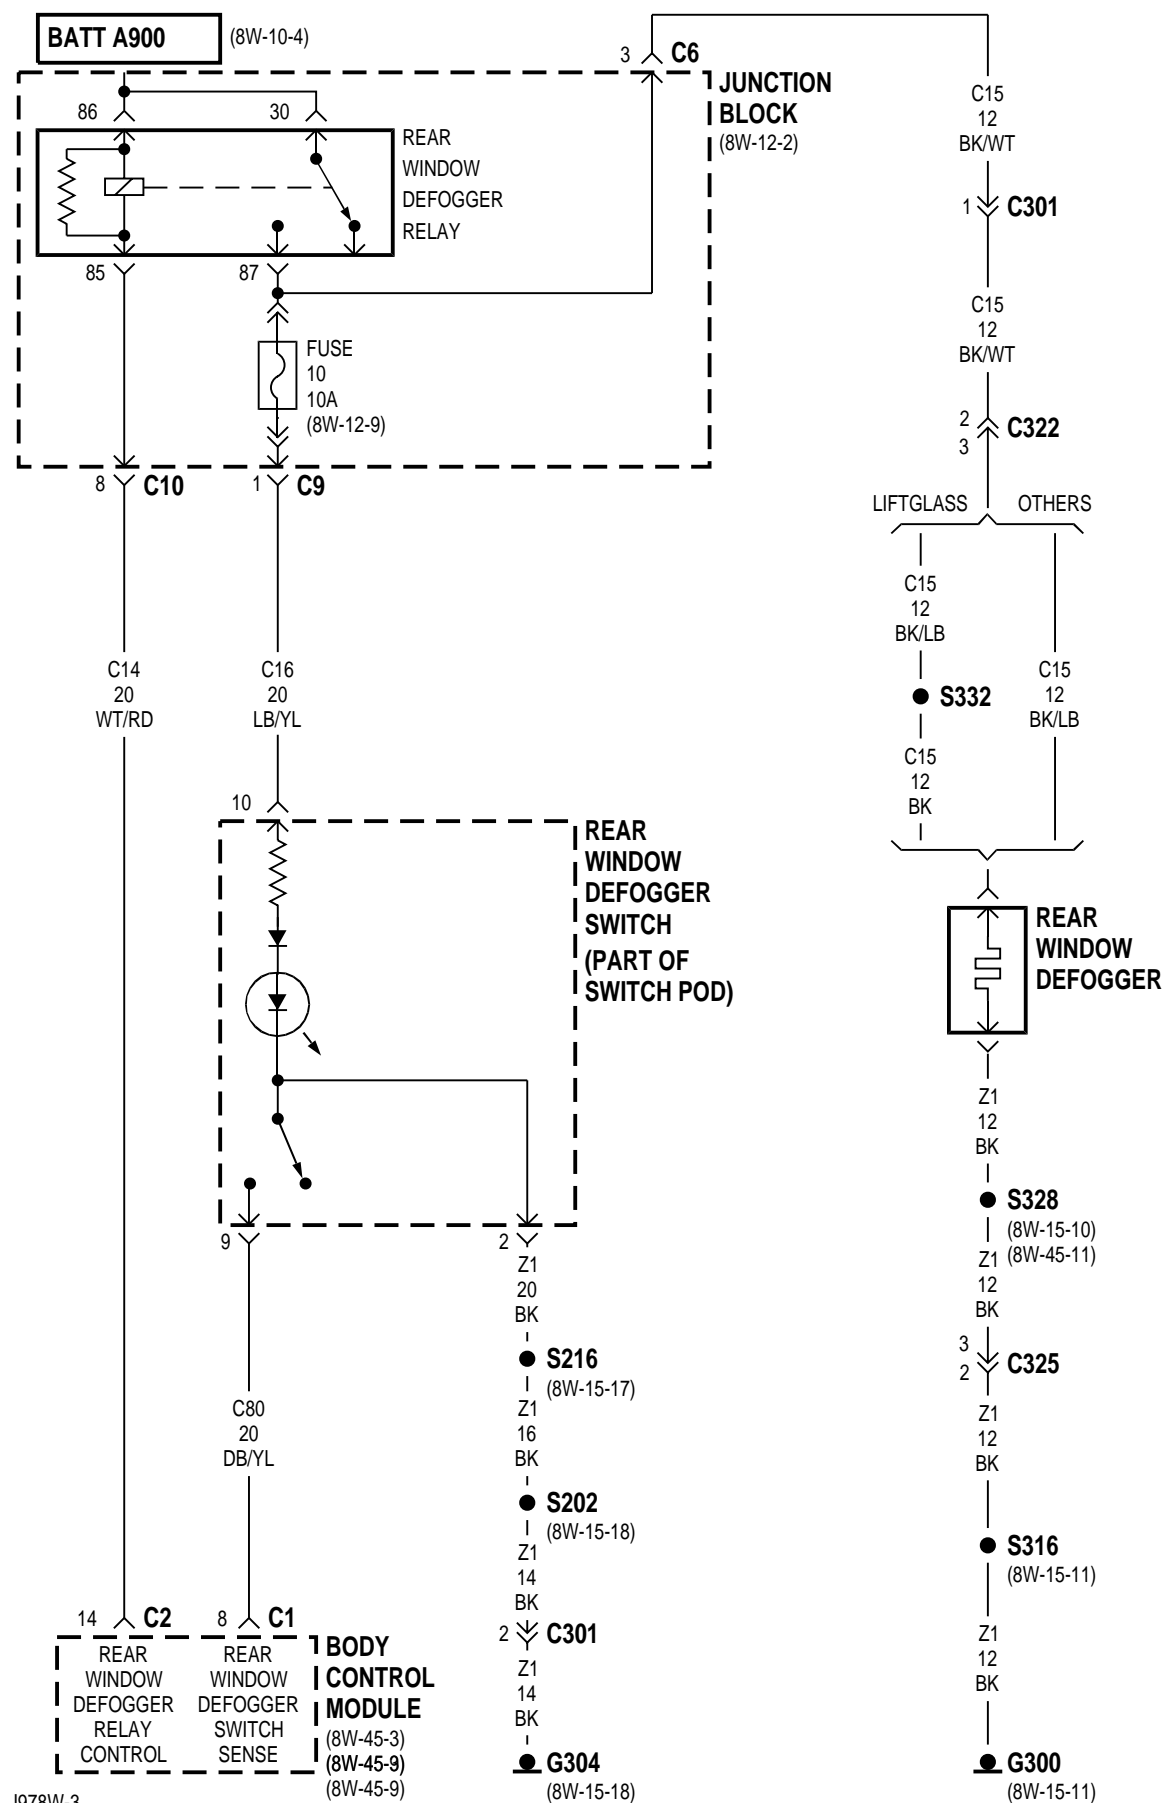 BATT A900
(8W-10-4)
3
C6
JUNCTION
BLOCK
(8W-12-2)
86
30
REAR
WINDOW
DEFOGGER
RELAY
85
87
FUSE
10
10A
(8W-12-9)
8
C10
1
C9
C15
12
BK/WT
1
C301
C15
12
BK/WT
2
3
C322
LIFTGLASS
OTHERS
C15
12
BK/LB
S332
C15
12
BK
C15
12
BK/LB
C14
20
WT/RD
C16
20
LB/YL
10
REAR
WINDOW
DEFOGGER
SWITCH
(PART OF
SWITCH POD)
REAR
WINDOW
DEFOGGER
9
2
Z1
20
BK
S216
(8W-15-17)
Z1
16
BK
S202
(8W-15-18)
Z1
14
BK
2
C301
Z1
14
BK
G304
(8W-15-18)
C80
20
DB/YL
Z1
12
BK
S328
(8W-15-10)
(8W-45-11)
Z1
12
BK
3
2
C325
Z1
12
BK
S316
(8W-15-11)
Z1
12
BK
G300
(8W-15-11)
14
C2
8
C1
REAR
WINDOW
DEFOGGER
RELAY
CONTROL
REAR
WINDOW
DEFOGGER
SWITCH
SENSE
BODY
CONTROL
MODULE
(8W-45-3)
(8W-45-9)
(8W-45-9)
J978W-3